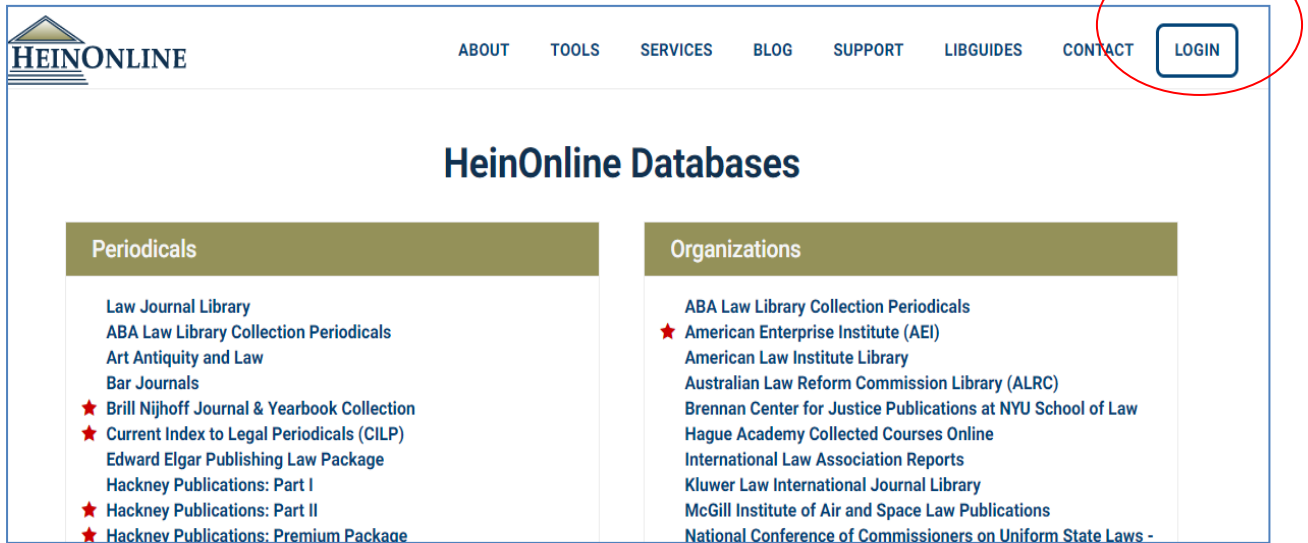 HEINONLINE
ABOUT TOOLS SERVICES BLOG SUPPORT LIBGUIDES CONTACT LOGIN
HeinOnline Databases
Periodicals
Law Journal Library
ABA Law Library Collection Periodicals
Art Antiquity and Law
Bar Journals
Brill Nijhoff Journal & Yearbook Collection
Current Index to Legal Periodicals (CILP)
Edward Elgar Publishing Law Package
Hackney Publications: Part I
Hackney Publications: Part II
Hackney Publications: Premium Package
Organizations
ABA Law Library Collection Periodicals
American Enterprise Institute (AEI)
American Law Institute Library
Australian Law Reform Commission Library (ALRC)
Brennan Center for Justice Publications at NYU School of Law
Hague Academy Collected Courses Online
International Law Association Reports
Kluwer Law International Journal Library
McGill Institute of Air and Space Law Publications
National Conference of Commissioners on Uniform State Laws -